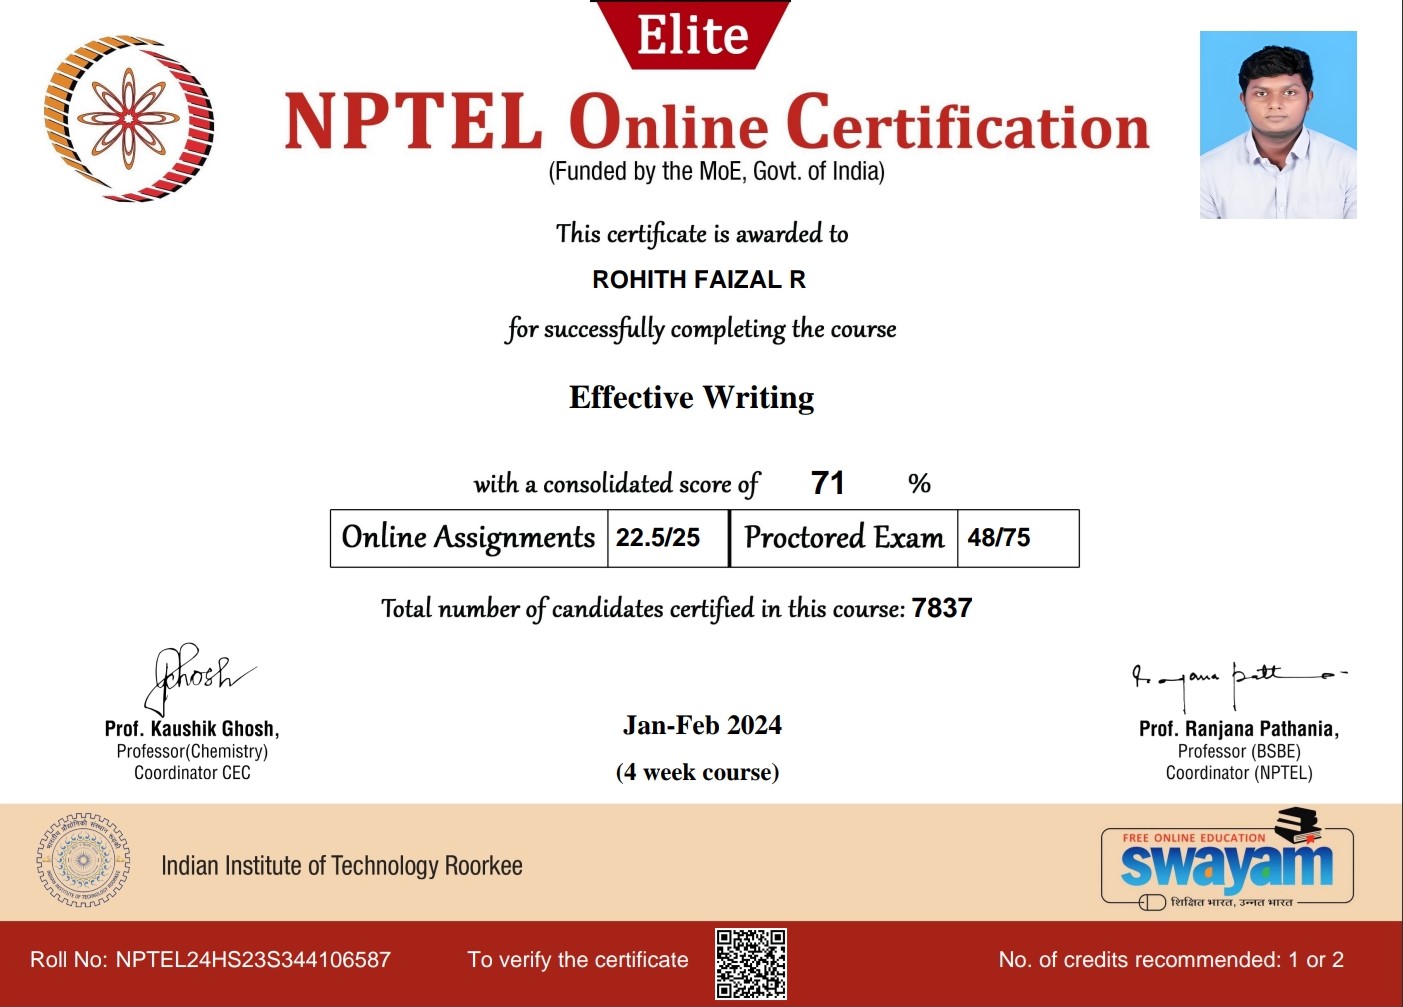 Elite
NPTEL Online Certification
(Funded by the MoE, Govt. of India)
This certificate is awarded to
ROHITH FAIZAL R
for successfully completing the course
Effective Writing
with a consolidated score of 71 %
Online Assignments 22.5/25 Proctored Exam 48/75
Total number of candidates certified in this course: 7837
Ghosh
Prof. Kaushik Ghosh,
Professor(Chemistry)
Coordinator CEC
Jan-Feb 2024
(4 week course)
Prof. Ranjana Pathania,
Professor (BSBE)
Coordinator (NPTEL)
Indian Institute of Technology Roorkee
FREE ONLINE EDUCATION
swayam
शिक्षित भारत, उन्नत भारत
Roll No: NPTEL24HS23S344106587
To verify the certificate
No. of credits recommended: 1 or 2